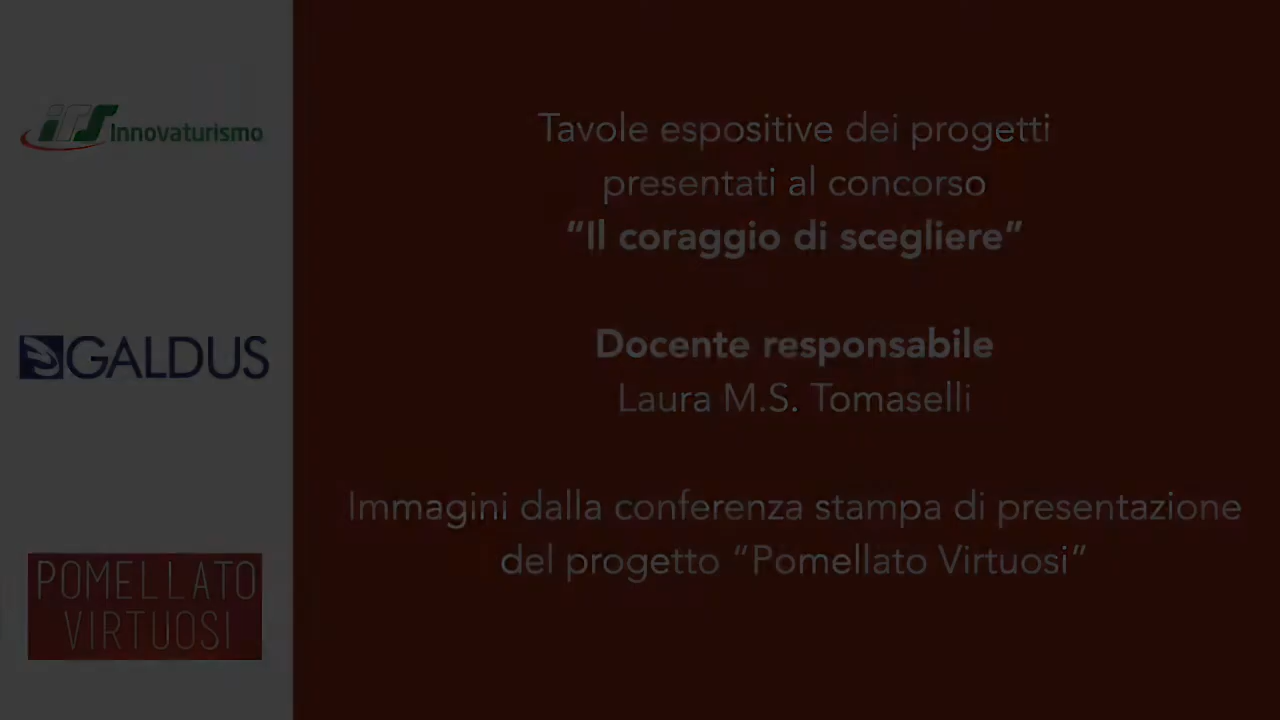 iTS Innovaturismo
GALDUS
POMELLATO
VIRTUOSI
Tavole espositive dei progetti
presentati al concorso
“Il coraggio di scegliere”
Docente responsabile
Laura M.S. Tomaselli
Immagini dalla conferenza stampa di presentazione
del progetto “Pomellato Virtuosi”